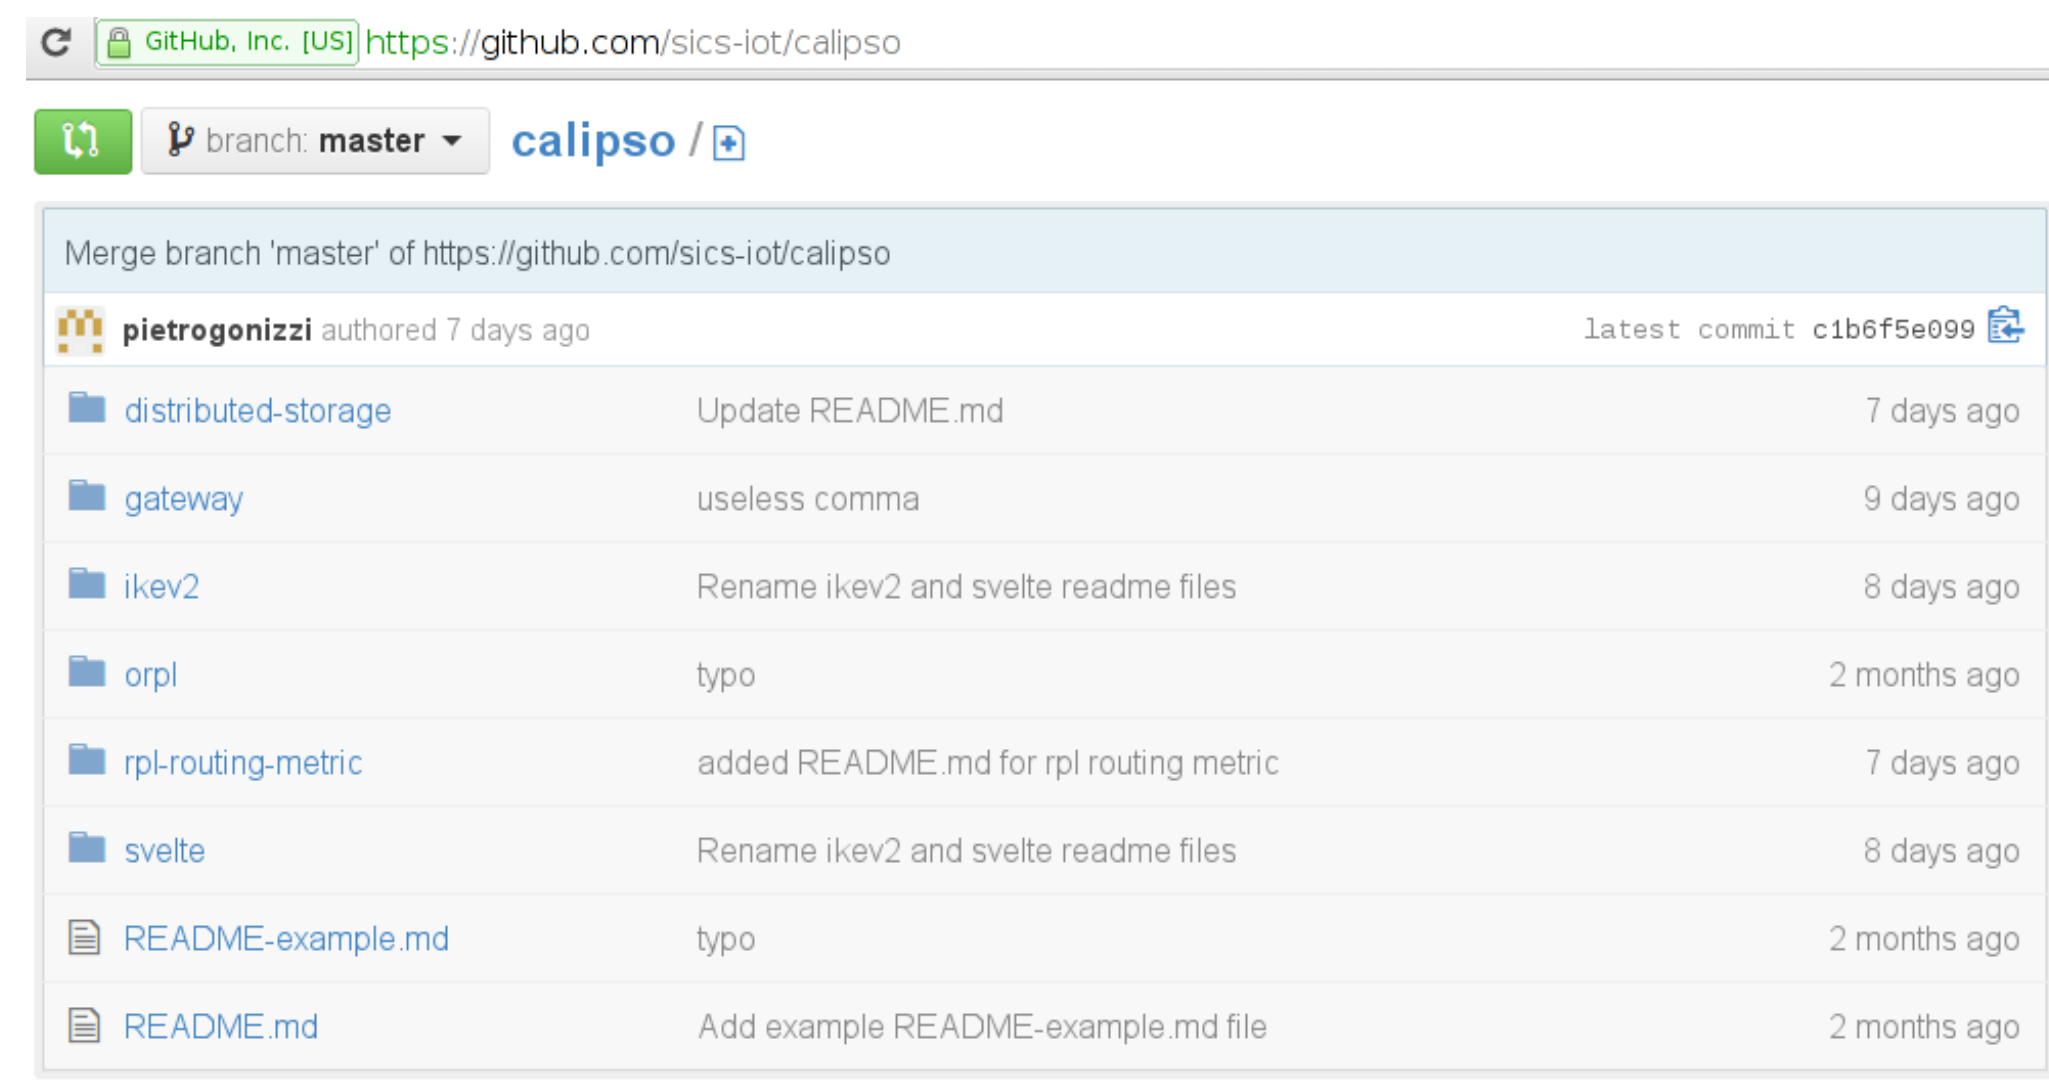 GitHub, Inc. [US] https://github.com/sics-iot/calipso
branch: master calipso /
Merge branch 'master' of https://github.com/sics-iot/calipso
pietrogonizzi authored 7 days ago latest commit c1b6f5e099
distributed-storage Update README.md 7 days ago
gateway useless comma 9 days ago
ikev2 Rename ikev2 and svelte readme files 8 days ago
orpl typo 2 months ago
rpl-routing-metric added README.md for rpl routing metric 7 days ago
svelte Rename ikev2 and svelte readme files 8 days ago
README-example.md typo 2 months ago
README.md Add example README-example.md file 2 months ago